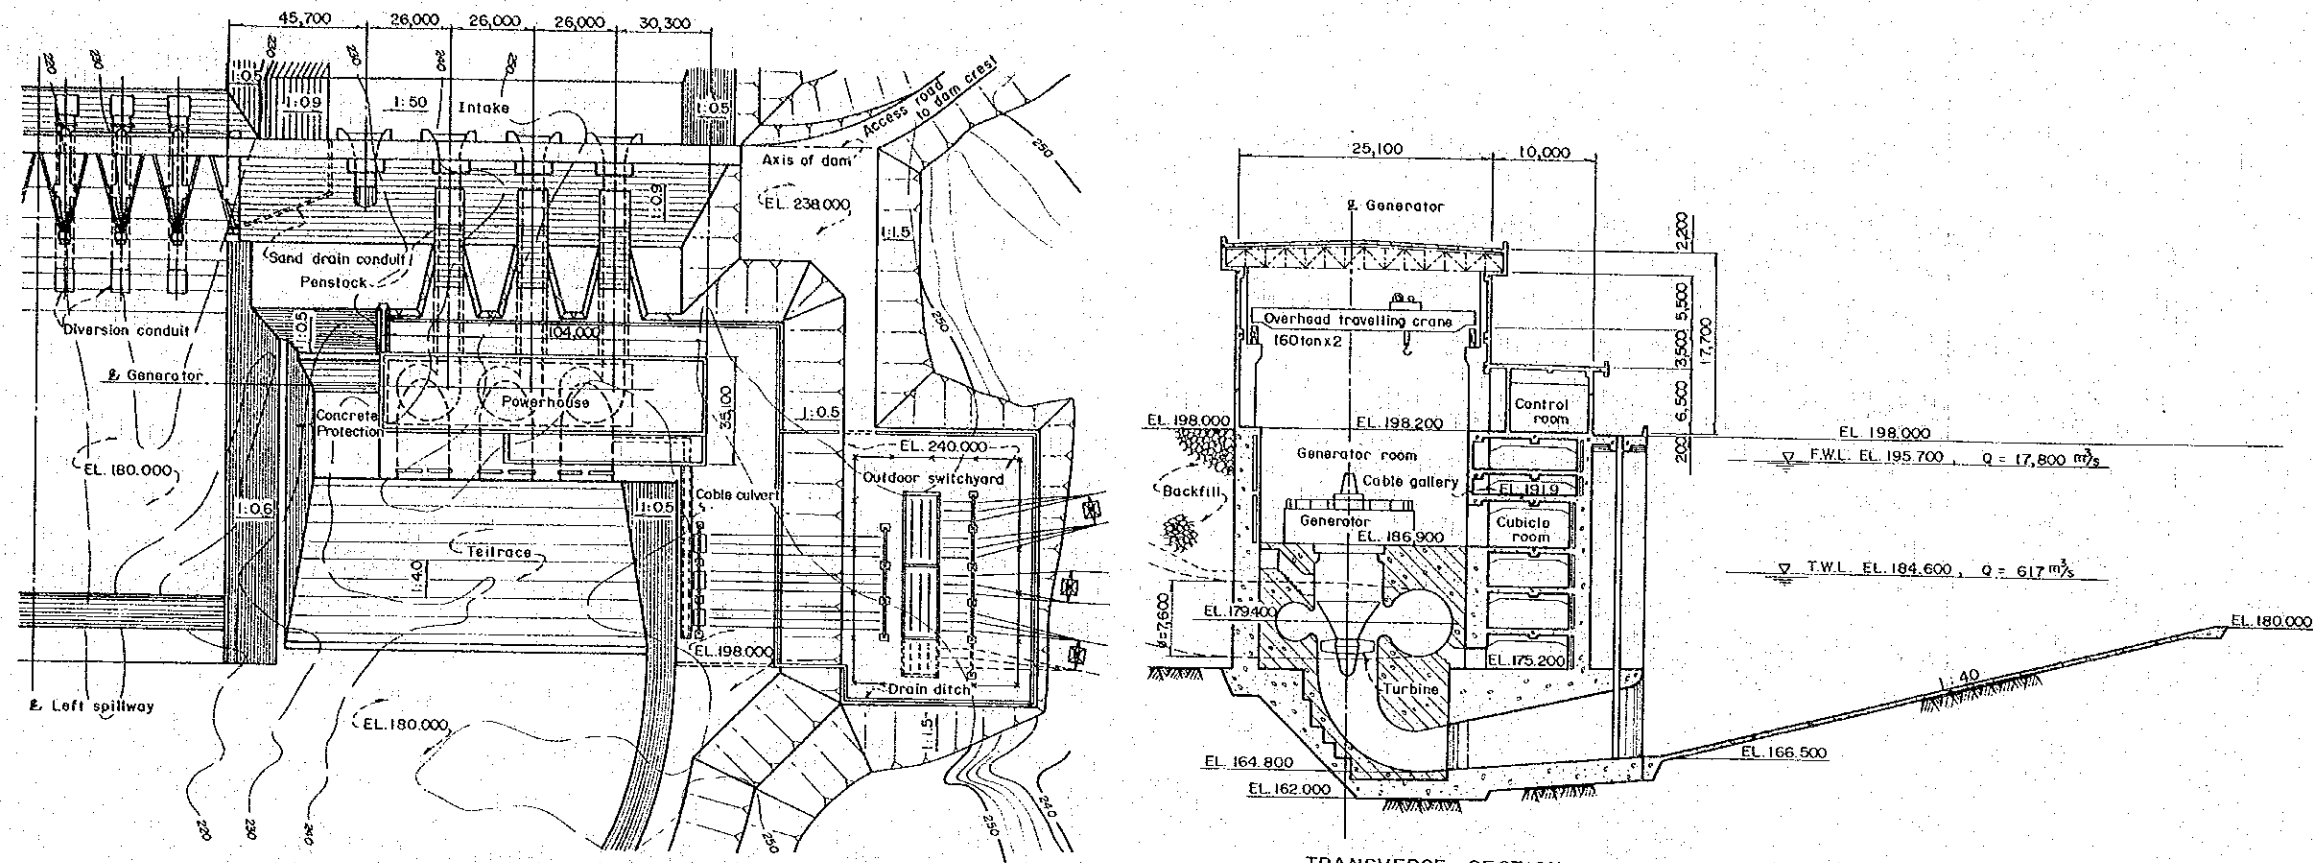 45,700
26,000
26,000
26,000
30,300
220
230
230
230
240
250
1:0.5
1:0.9
1:50
Intake
1:0.5
Access road
to dam crest
250
Axis of dam
1:0.9
EL. 238.000
1:1.5
Sand drain conduit
Penstock
Diversion conduit
1:0.5
104,000
250
℄ Generator
Powerhouse
35,100
1:0.5
Concrete
Protection
EL. 240.000
EL. 180.000
Outdoor switchyard
Cable culvert
1:0.6
1:0.5
Teilrace
1:4.0
EL. 198.000
Drain ditch
℄ Left spillway
EL. 180.000
1:1.5
220
230
240
250
250
240
25,100
10,000
℄ Generator
2,200
5,500
3,500
17,700
6,500
200
Overhead travelling crane
160 ton x 2
Control
room
EL. 198.000
EL. 198.200
EL. 198.000
Generator room
F.W.L. EL. 195.700 , Q = 17,800 m³/s
Cable gallery
EL. 191.9
Backfill
Generator
Cubicle
room
EL. 186,900
T.W.L. EL. 184.600 , Q = 617 m³/s
EL. 179.400
ø=7,600
EL. 180.000
EL. 175.200
Turbine
1:40
EL. 166.500
EL. 164.800
EL. 162.000
TRANSVERSE SECTION